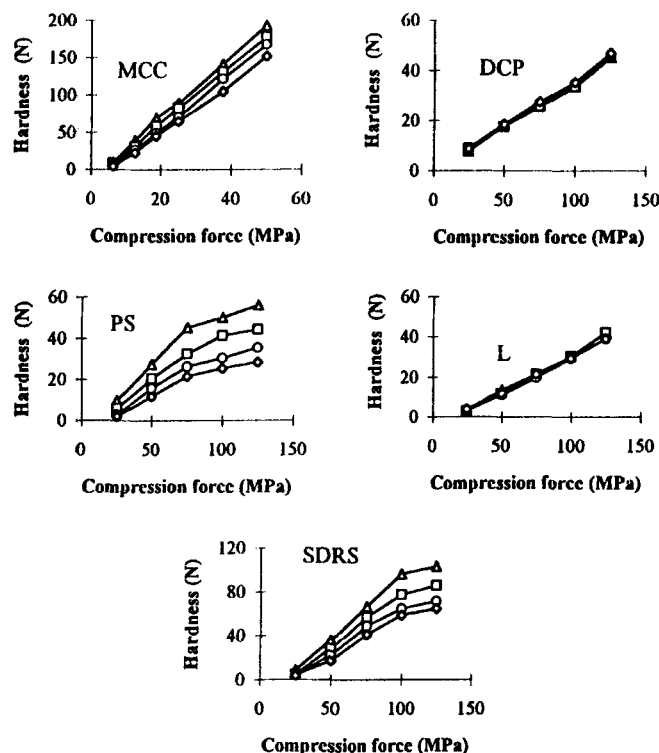 200
150
100
50
0
Hardness (N)
MCC
0 20 40 60
Compression force (MPa)
60
40
20
0
Hardness (N)
DCP
0 50 100 150
Compression force (MPa)
60
40
20
0
Hardness (N)
PS
0 50 100 150
Compression force (MPa)
60
40
20
0
Hardness (N)
L
0 50 100 150
Compression force (MPa)
120
80
40
0
Hardness (N)
SDRS
0 50 100 150
Compression force (MPa)